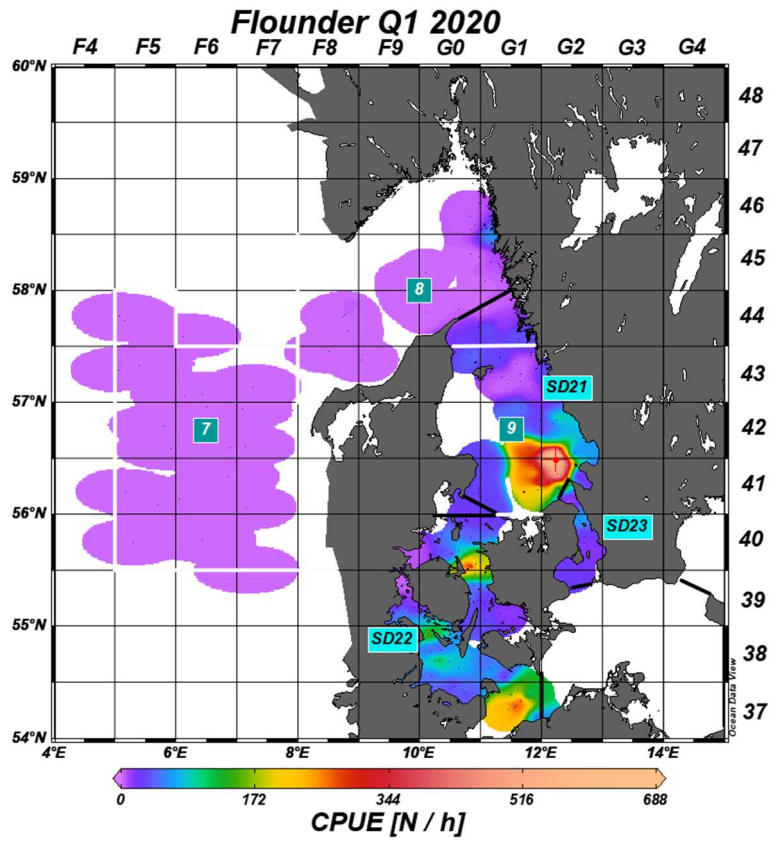 Flounder Q1 2020
F4 F5 F6 F7 F8 F9 G0 G1 G2 G3 G4
60°N
48
47
59°N
46
45
58°N
8
44
SD21
43
57°N
7
9
42
41
56°N
SD23
40
39
55°N
SD22
38
37
54°N
Ocean Data View
4°E 6°E 8°E 10°E 12°E 14°E
0 172 344 516 688
CPUE [N / h]